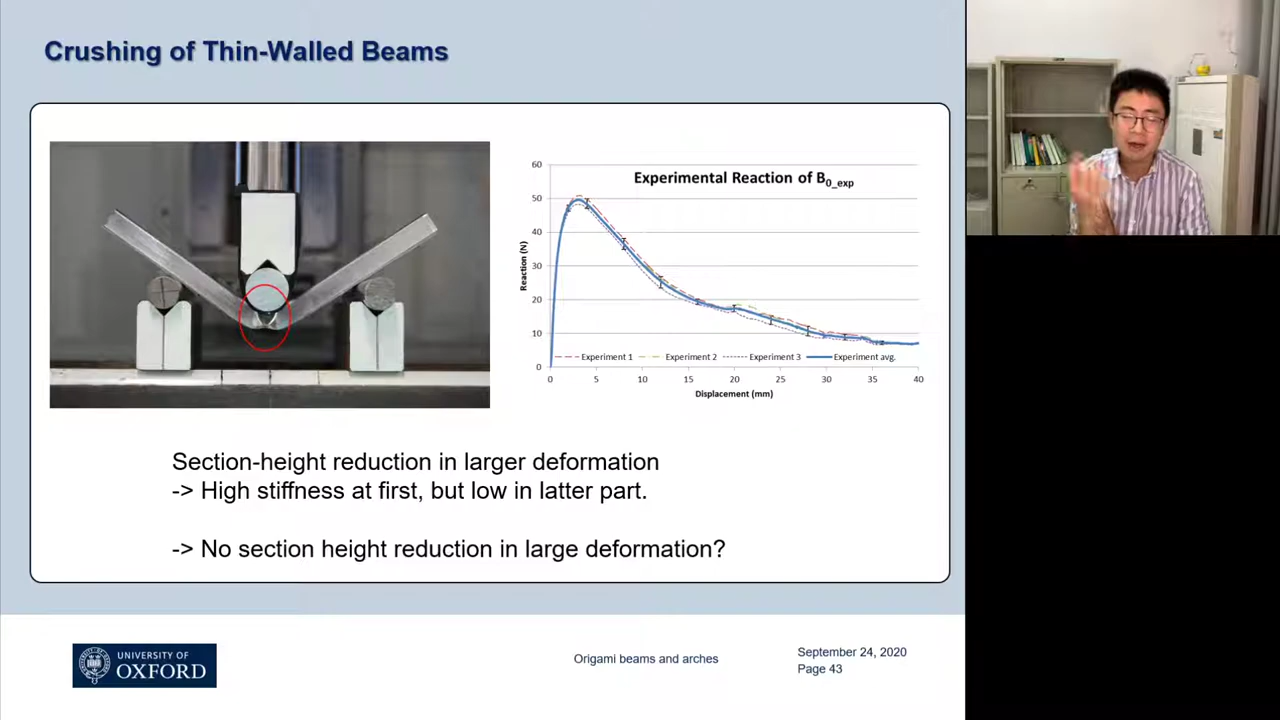 Crushing of Thin-Walled Beams
Experimental Reaction of B0_exp
Reaction (N)
60
50
40
30
20
10
0
Experiment 1
Experiment 2
Experiment 3
Experiment avg.
0 5 10 15 20 25 30 35 40
Displacement (mm)
Section-height reduction in larger deformation
-> High stiffness at first, but low in latter part.
-> No section height reduction in large deformation?
UNIVERSITY OF
OXFORD
Origami beams and arches
September 24, 2020
Page 43